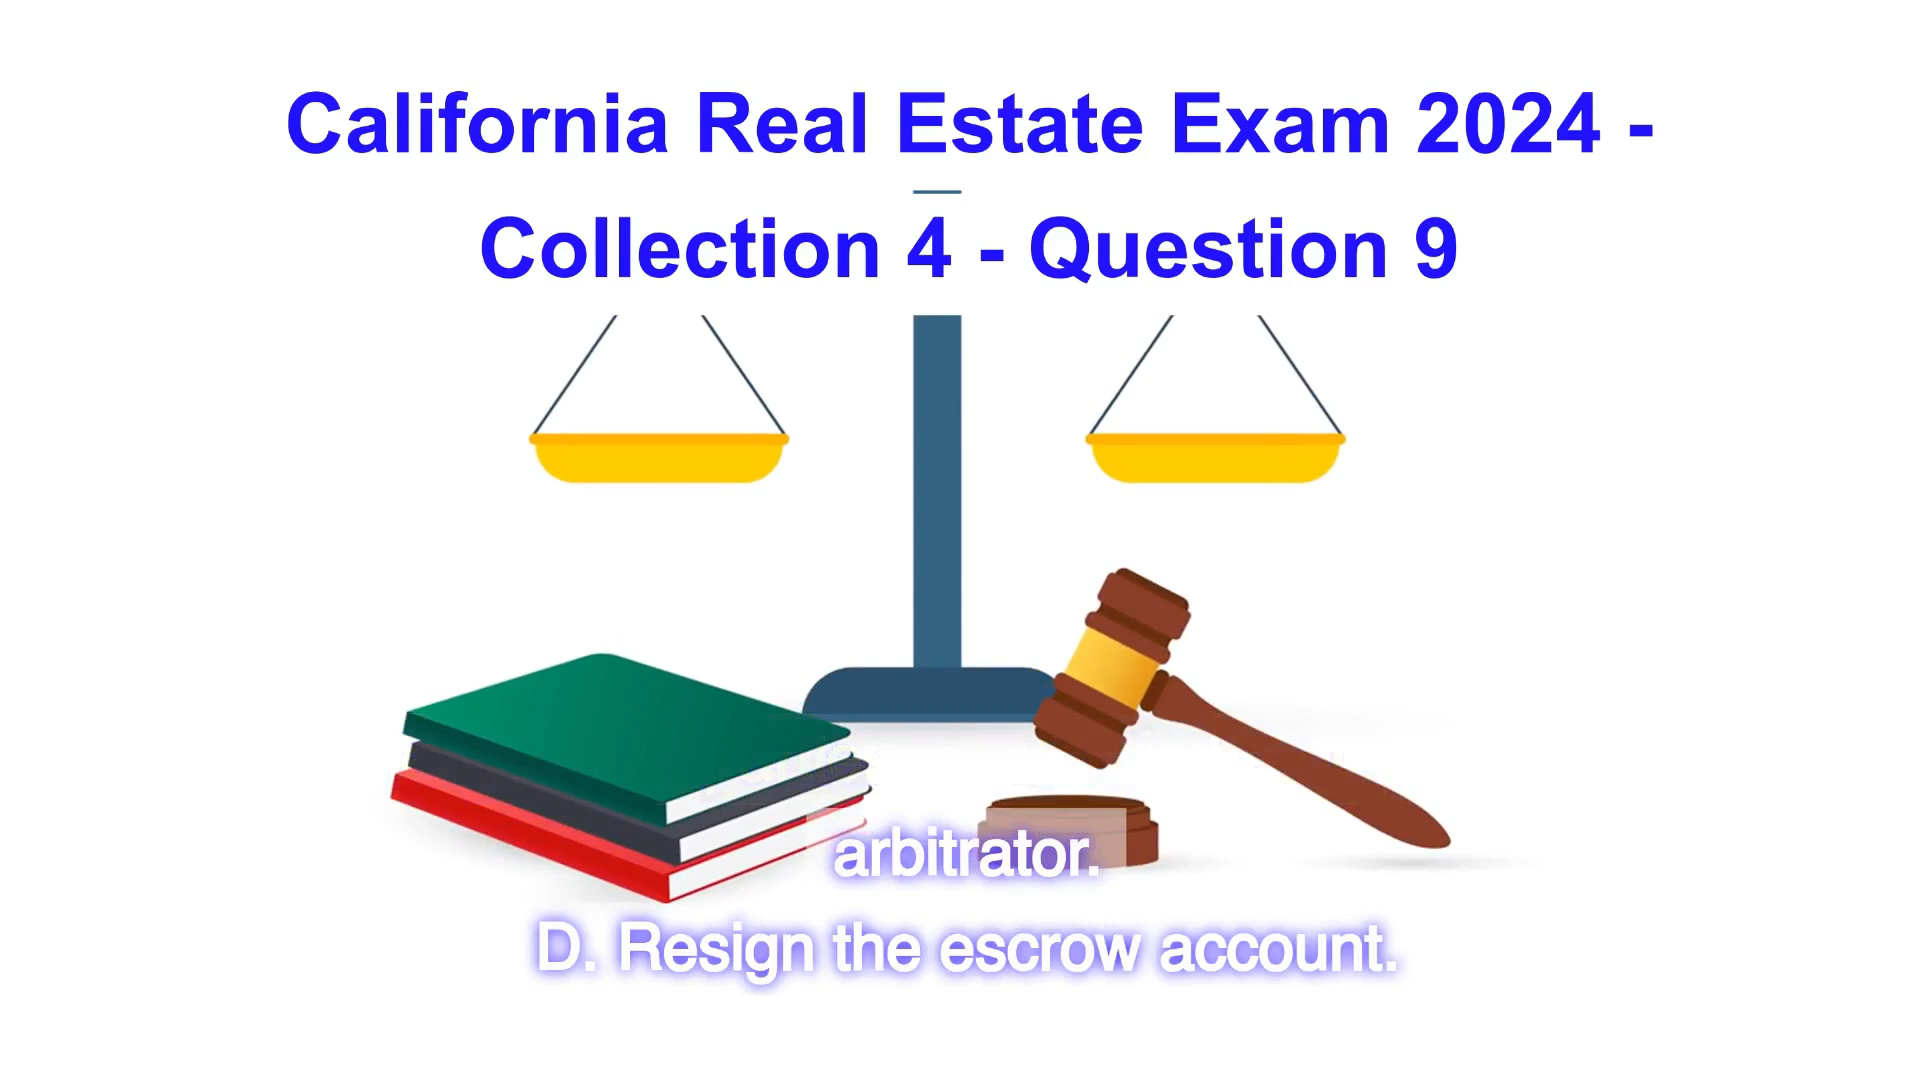 California Real Estate Exam 2024 -
Collection 4 - Question 9
arbitrator.
D. Resign the escrow account.